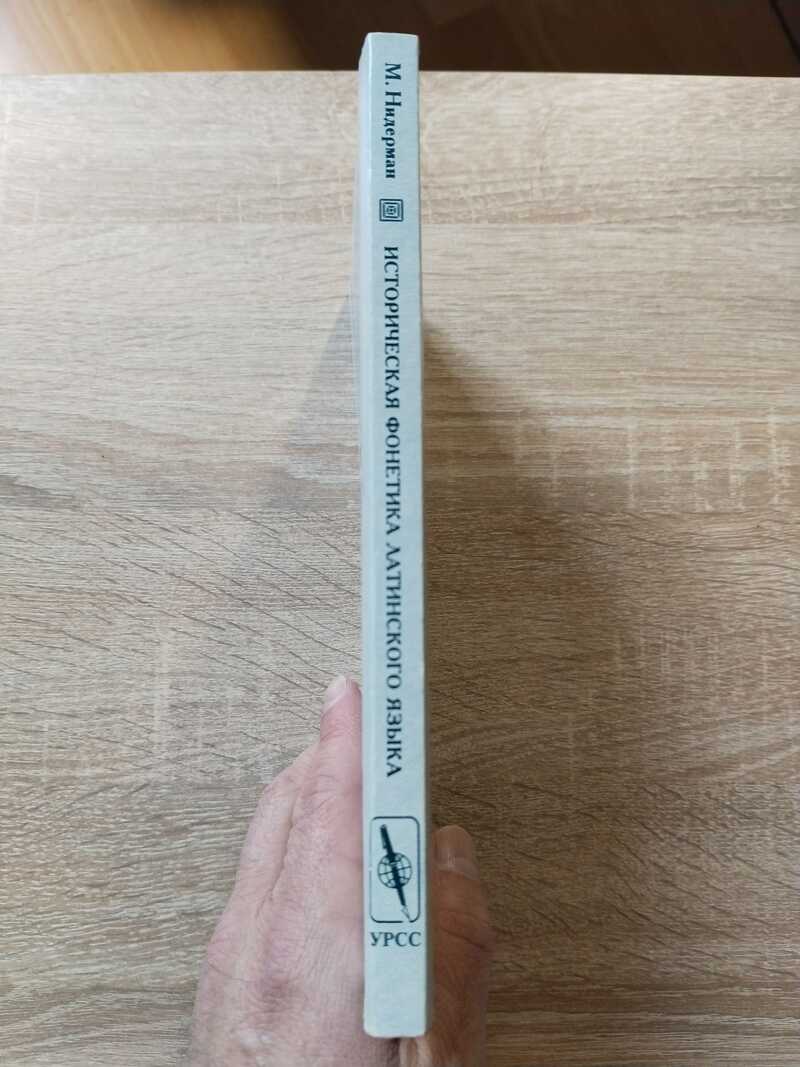 М. Нидерман
ИСТОРИЧЕСКАЯ ФОНЕТИКА ЛАТИНСКОГО ЯЗЫКА
УРСС